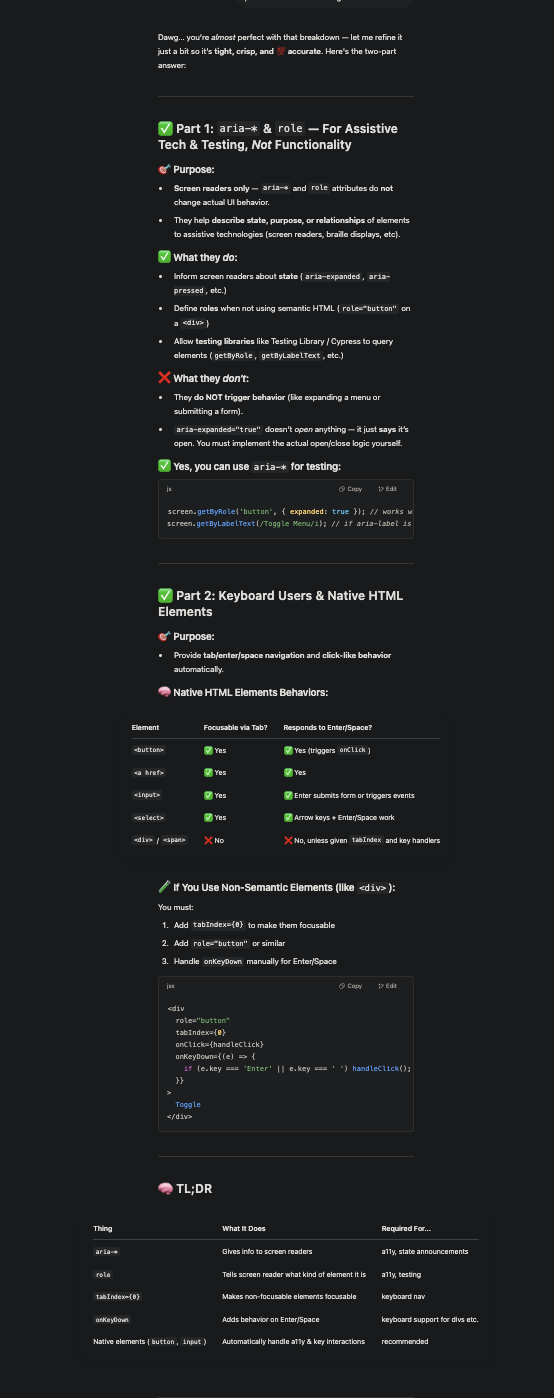 Dawg... you're almost perfect with that breakdown — let me refine it
just a bit so it's tight, crisp, and 💯 accurate. Here's the two-part
answer:
✅ Part 1: aria-* & role — For Assistive
Tech & Testing, Not Functionality
🎯 Purpose:
• Screen readers only — aria-* and role attributes do not
change actual UI behavior.
• They help describe state, purpose, or relationships of elements
to assistive technologies (screen readers, braille displays, etc).
✅ What they do:
• Inform screen readers about state ( aria-expanded , aria-
pressed , etc.)
• Define roles when not using semantic HTML ( role="button" on
a <div> )
• Allow testing libraries like Testing Library / Cypress to query
elements ( getByRole , getByLabelText , etc.)
❌ What they don't:
• They do NOT trigger behavior (like expanding a menu or
submitting a form).
• aria-expanded="true" doesn't open anything — it just says it's
open. You must implement the actual open/close logic yourself.
✅ Yes, you can use aria-* for testing:
js Copy Edit
screen.getByRole('button', { expanded: true }); // works w
screen.getByLabelText(/Toggle Menu/i); // if aria-label is
✅ Part 2: Keyboard Users & Native HTML
Elements
🎯 Purpose:
• Provide tab/enter/space navigation and click-like behavior
automatically.
🧠 Native HTML Elements Behaviors:
Element Focusable via Tab? Responds to Enter/Space?
<button> ✅ Yes ✅ Yes (triggers onClick )
<a href> ✅ Yes ✅ Yes
<input> ✅ Yes ✅ Enter submits form or triggers events
<select> ✅ Yes ✅ Arrow keys + Enter/Space work
<div> / <span> ❌ No ❌ No, unless given tabIndex and key handlers
🧪 If You Use Non-Semantic Elements (like <div> ):
You must:
1. Add tabIndex={0} to make them focusable
2. Add role="button" or similar
3. Handle onKeyDown manually for Enter/Space
jsx Copy Edit
<div
role="button"
tabIndex={0}
onClick={handleClick}
onKeyDown={(e) => {
if (e.key === 'Enter' || e.key === ' ') handleClick();
}}
>
Toggle
</div>
🧠 TL;DR
Thing What It Does Required For...
aria-* Gives info to screen readers a11y, state announcements
role Tells screen reader what kind of element it is a11y, testing
tabIndex={0} Makes non-focusable elements focusable keyboard nav
onKeyDown Adds behavior on Enter/Space keyboard support for divs etc.
Native elements ( button , input ) Automatically handle a11y & key interactions recommended